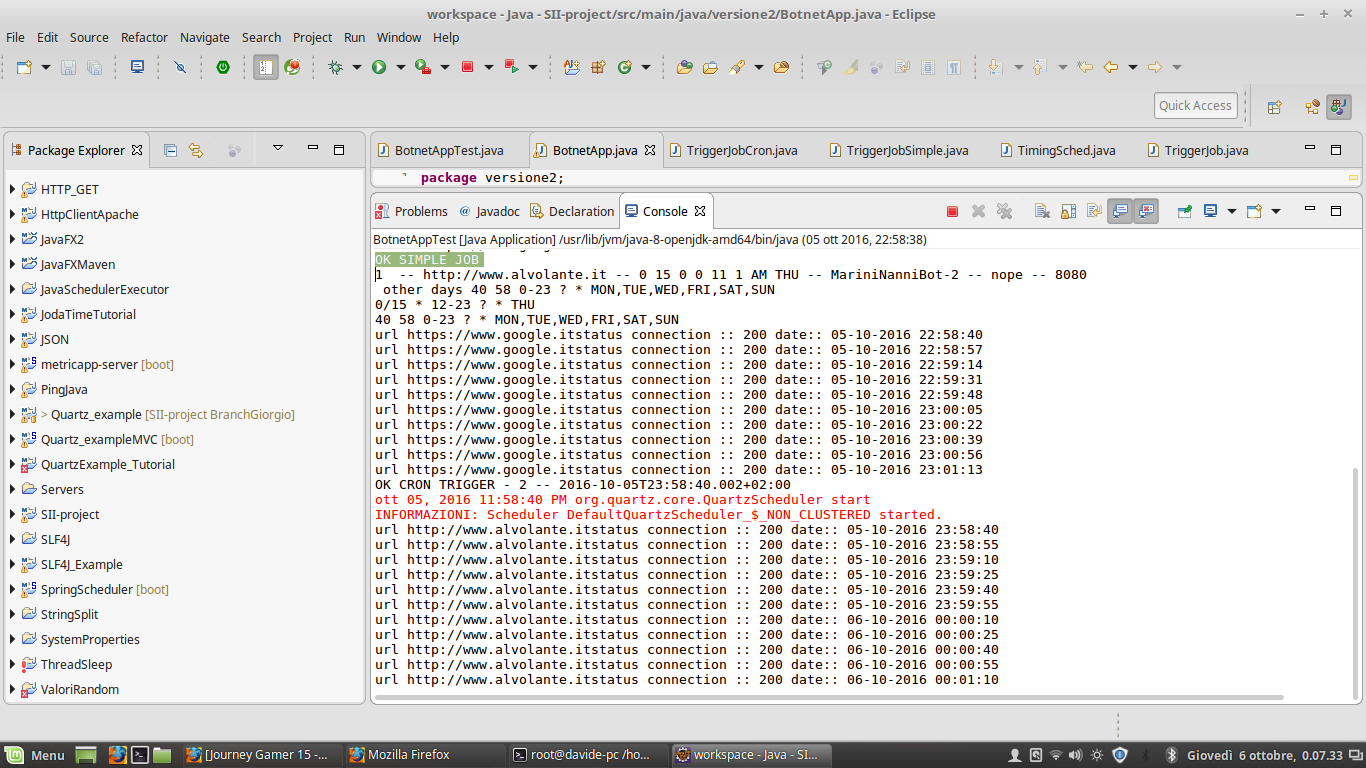 workspace - Java - SII-project/src/main/java/versione2/BotnetApp.java - Eclipse
File Edit Source Refactor Navigate Search Project Run Window Help
Quick Access
Package Explorer
BotnetAppTest.java BotnetApp.java TriggerJobCron.java TriggerJobSimple.java TimingSched.java TriggerJob.java
package versione2;
HTTP_GET
HttpClientApache
JavaFX2
JavaFXMaven
JavaSchedulerExecutor
JodaTimeTutorial
JSON
metricapp-server [boot]
PingJava
> Quartz_example [SII-project BranchGiorgio]
Quartz_exampleMVC [boot]
QuartzExample_Tutorial
Servers
SII-project
SLF4J
SLF4J_Example
SpringScheduler [boot]
StringSplit
SystemProperties
ThreadSleep
ValoriRandom
Problems Javadoc Declaration Console
BotnetAppTest [Java Application] /usr/lib/jvm/java-8-openjdk-amd64/bin/java (05 ott 2016, 22:58:38)
OK SIMPLE JOB
1  -- http://www.alvolante.it -- 0 15 0 0 11 1 AM THU -- MariniNanniBot-2 -- nope -- 8080
other days 40 58 0-23 ? * MON,TUE,WED,FRI,SAT,SUN
0/15 * 12-23 ? * THU
40 58 0-23 ? * MON,TUE,WED,FRI,SAT,SUN
url https://www.google.itstatus connection :: 200 date:: 05-10-2016 22:58:40
url https://www.google.itstatus connection :: 200 date:: 05-10-2016 22:58:57
url https://www.google.itstatus connection :: 200 date:: 05-10-2016 22:59:14
url https://www.google.itstatus connection :: 200 date:: 05-10-2016 22:59:31
url https://www.google.itstatus connection :: 200 date:: 05-10-2016 22:59:48
url https://www.google.itstatus connection :: 200 date:: 05-10-2016 23:00:05
url https://www.google.itstatus connection :: 200 date:: 05-10-2016 23:00:22
url https://www.google.itstatus connection :: 200 date:: 05-10-2016 23:00:39
url https://www.google.itstatus connection :: 200 date:: 05-10-2016 23:00:56
url https://www.google.itstatus connection :: 200 date:: 05-10-2016 23:01:13
OK CRON TRIGGER - 2 -- 2016-10-05T23:58:40.002+02:00
ott 05, 2016 11:58:40 PM org.quartz.core.QuartzScheduler start
INFORMAZIONI: Scheduler DefaultQuartzScheduler_$_NON_CLUSTERED started.
url http://www.alvolante.itstatus connection :: 200 date:: 05-10-2016 23:58:40
url http://www.alvolante.itstatus connection :: 200 date:: 05-10-2016 23:58:55
url http://www.alvolante.itstatus connection :: 200 date:: 05-10-2016 23:59:10
url http://www.alvolante.itstatus connection :: 200 date:: 05-10-2016 23:59:25
url http://www.alvolante.itstatus connection :: 200 date:: 05-10-2016 23:59:40
url http://www.alvolante.itstatus connection :: 200 date:: 05-10-2016 23:59:55
url http://www.alvolante.itstatus connection :: 200 date:: 06-10-2016 00:00:10
url http://www.alvolante.itstatus connection :: 200 date:: 06-10-2016 00:00:25
url http://www.alvolante.itstatus connection :: 200 date:: 06-10-2016 00:00:40
url http://www.alvolante.itstatus connection :: 200 date:: 06-10-2016 00:00:55
url http://www.alvolante.itstatus connection :: 200 date:: 06-10-2016 00:01:10
Menu [Journey Gamer 15 -... Mozilla Firefox root@davide-pc /ho... workspace - Java - SI... Giovedì 6 ottobre, 0.07.33